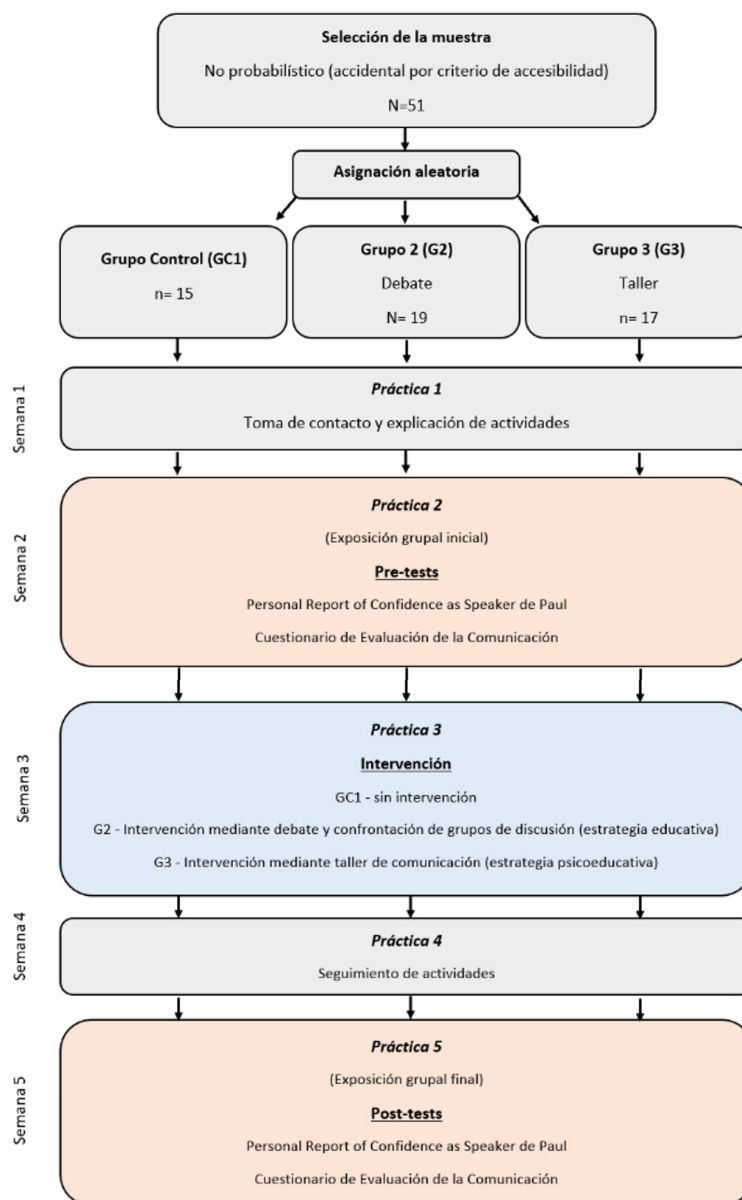 Selección de la muestra
No probabilístico (accidental por criterio de accesibilidad)
N=51
Asignación aleatoria
Grupo Control (GC1)
n= 15
Grupo 2 (G2)
Debate
N= 19
Grupo 3 (G3)
Taller
n= 17
Semana 1
Práctica 1
Toma de contacto y explicación de actividades
Semana 2
Práctica 2
(Exposición grupal inicial)
Pre-tests
Personal Report of Confidence as Speaker de Paul
Cuestionario de Evaluación de la Comunicación
Semana 3
Práctica 3
Intervención
GC1 - sin intervención
G2 - Intervención mediante debate y confrontación de grupos de discusión (estrategia educativa)
G3 - Intervención mediante taller de comunicación (estrategia psicoeducativa)
Semana 4
Práctica 4
Seguimiento de actividades
Semana 5
Práctica 5
(Exposición grupal final)
Post-tests
Personal Report of Confidence as Speaker de Paul
Cuestionario de Evaluación de la Comunicación